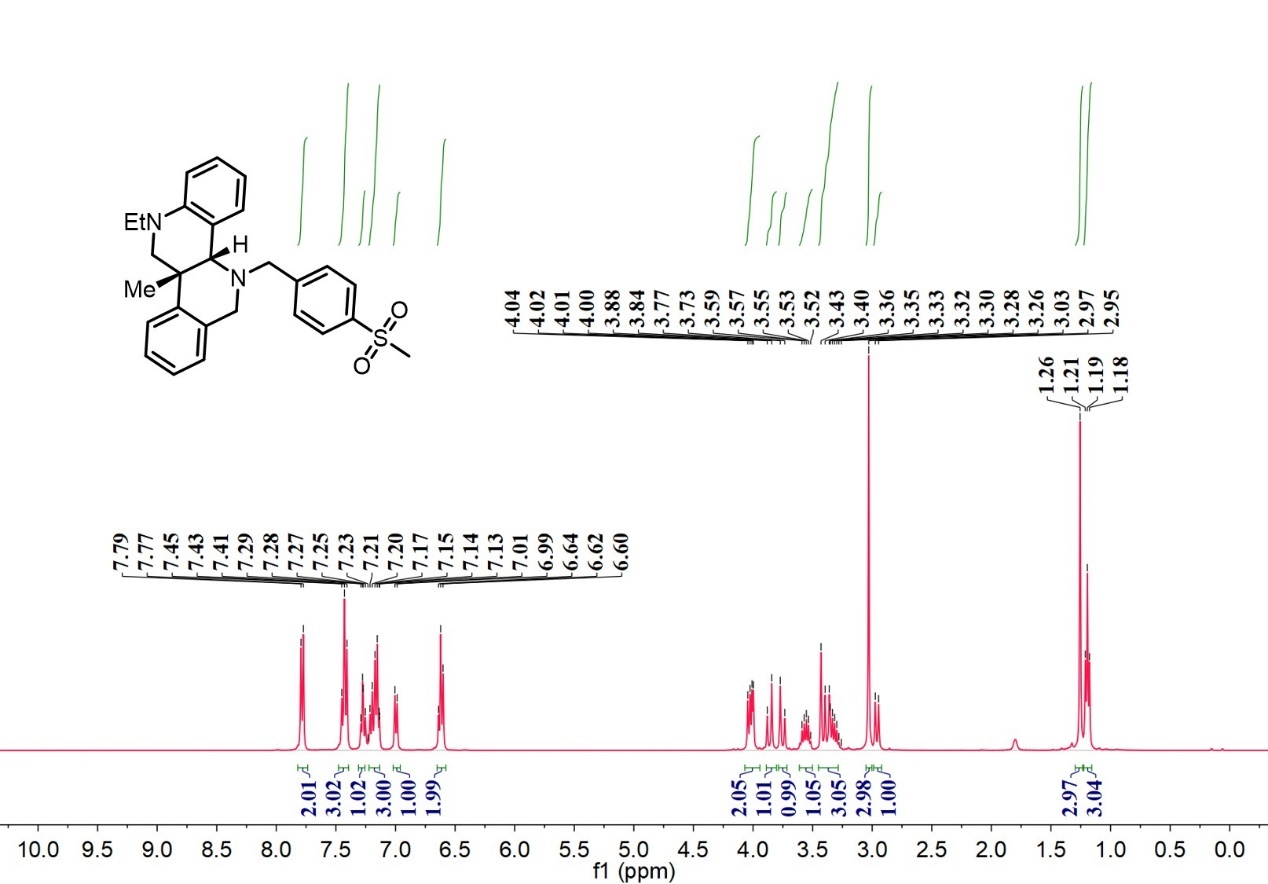 H
EtN
N
Me
O
S
O
4.04 4.02 4.01 4.00 3.88 3.84 3.77 3.73 3.59 3.57 3.55 3.53 3.52 3.43 3.40 3.36 3.35 3.33 3.32 3.30 3.28 3.26 3.03 2.97 2.95
1.26 1.21 1.19 1.18
7.79 7.77 7.45 7.43 7.41 7.29 7.28 7.27 7.25 7.23 7.21 7.20 7.17 7.15 7.14 7.13 7.01 6.99 6.64 6.62 6.60
2.01 3.02 1.02 3.00 1.00 1.99 2.05 1.01 0.99 1.05 3.05 2.98 1.00 2.97 3.04
10.0 9.5 9.0 8.5 8.0 7.5 7.0 6.5 6.0 5.5 5.0 4.5 4.0 3.5 3.0 2.5 2.0 1.5 1.0 0.5 0.0
f1 (ppm)